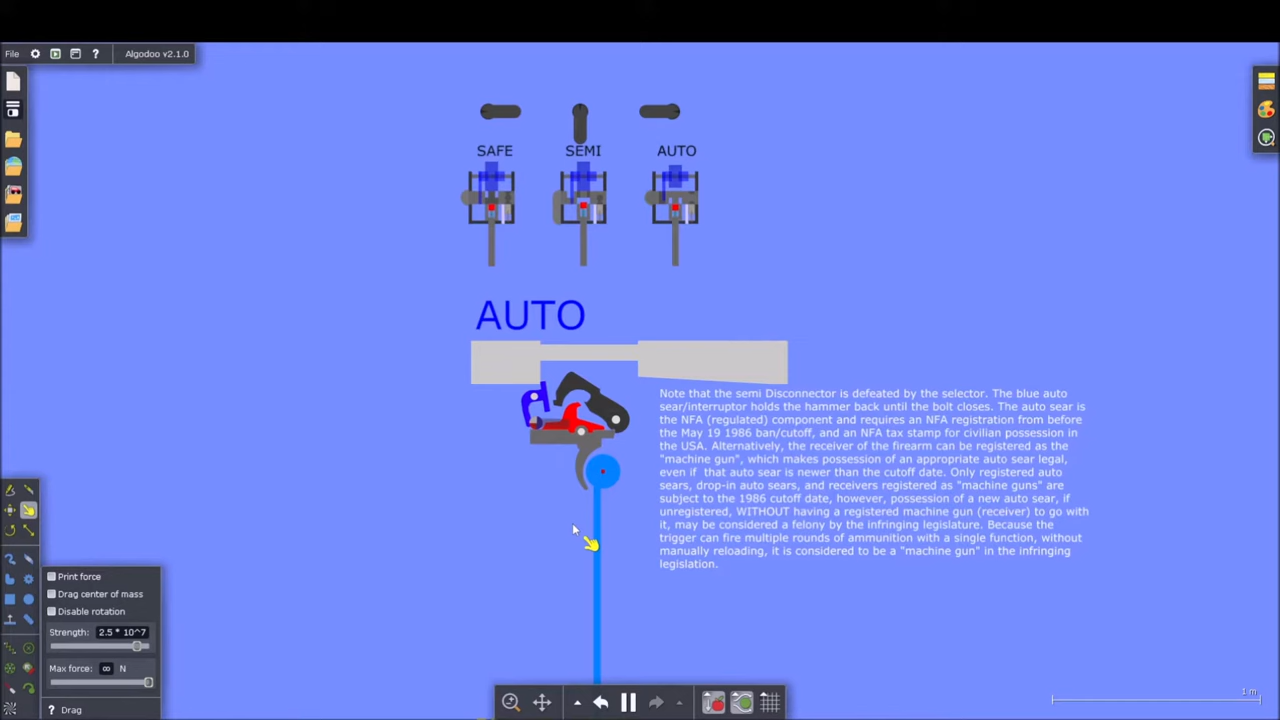 File
?
Algodoo v2.1.0
SAFE
SEMI
AUTO
AUTO
Note that the semi Disconnector is defeated by the selector. The blue auto
sear/interruptor holds the hammer back until the bolt closes. The auto sear is
the NFA (regulated) component and requires an NFA registration from before
the May 19 1986 ban/cutoff, and an NFA tax stamp for civilian possession in
the USA. Alternatively, the receiver of the firearm can be registered as the
"machine gun", which makes possession of an appropriate auto sear legal,
even if that auto sear is newer than the cutoff date. Only registered auto
sears, drop-in auto sears, and receivers registered as "machine guns" are
subject to the 1986 cutoff date, however, possession of a new auto sear, if
unregistered, WITHOUT having a registered machine gun (receiver) to go with
it, may be considered a felony by the infringing legislature. Because the
trigger can fire multiple rounds of ammunition with a single function, without
manually reloading, it is considered to be a "machine gun" in the infringing
legislation.
Print force
Drag center of mass
Disable rotation
Strength: 2.5 * 10^7
Max force: ∞ N
? Drag
1 m